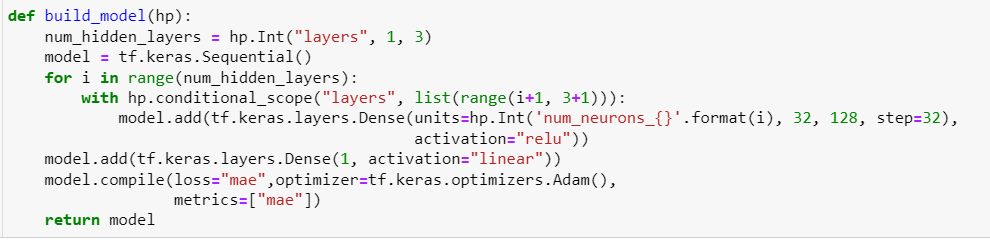 def build_model(hp):
    num_hidden_layers = hp.Int("layers", 1, 3)
    model = tf.keras.Sequential()
    for i in range(num_hidden_layers):
        with hp.conditional_scope("layers", list(range(i+1, 3+1))):
            model.add(tf.keras.layers.Dense(units=hp.Int('num_neurons_{}'.format(i), 32, 128, step=32),
                                            activation="relu"))
    model.add(tf.keras.layers.Dense(1, activation="linear"))
    model.compile(loss="mae",optimizer=tf.keras.optimizers.Adam(),
                  metrics=["mae"])
    return model